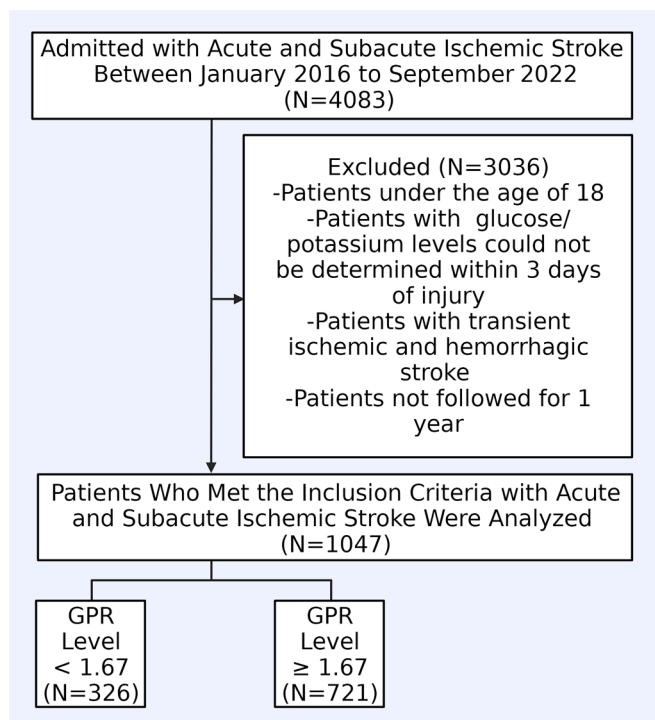 Admitted with Acute and Subacute Ischemic Stroke
Between January 2016 to September 2022
(N=4083)
Excluded (N=3036)
-Patients under the age of 18
-Patients with  glucose/
potassium levels could not
be determined within 3 days
of injury
-Patients with transient
ischemic and hemorrhagic
stroke
-Patients not followed for 1
year
Patients Who Met the Inclusion Criteria with Acute
and Subacute Ischemic Stroke Were Analyzed
(N=1047)
GPR
Level
< 1.67
(N=326)
GPR
Level
≥ 1.67
(N=721)